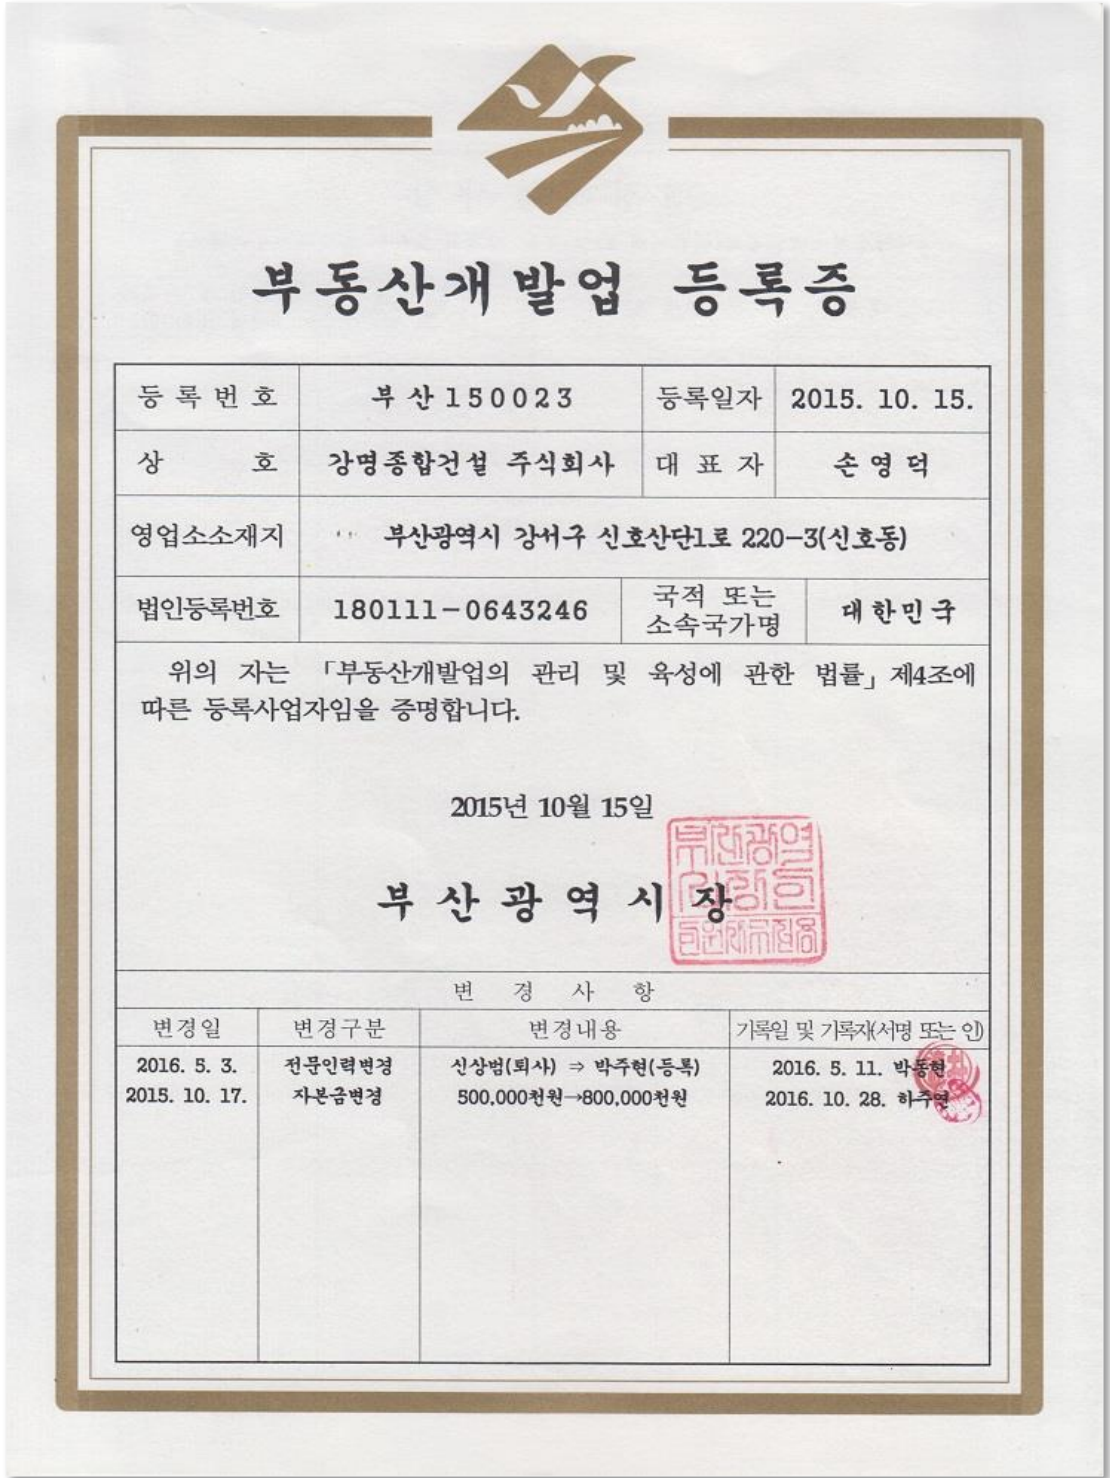 부동산개발업 등록증
등록번호 부산150023 등록일자 2015. 10. 15.
상 호 강명종합건설 주식회사 대표자 손영덕
영업소소재지 부산광역시 강서구 신호산단1로 220-3(신호동)
법인등록번호 180111-0643246 국적 또는 소속국가명 대한민국
위의 자는 「부동산개발업의 관리 및 육성에 관한 법률」 제4조에
따른 등록사업자임을 증명합니다.
2015년 10월 15일
부산광역시장
변경사항
변경일 변경구분 변경내용 기록일 및 기록자(서명 또는 인)
2016. 5. 3. 전문인력변경 신상범(퇴사) ⇒ 박주현(등록) 2016. 5. 11. 박동현
2015. 10. 17. 자본금변경 500,000천원→800,000천원 2016. 10. 28. 하주연